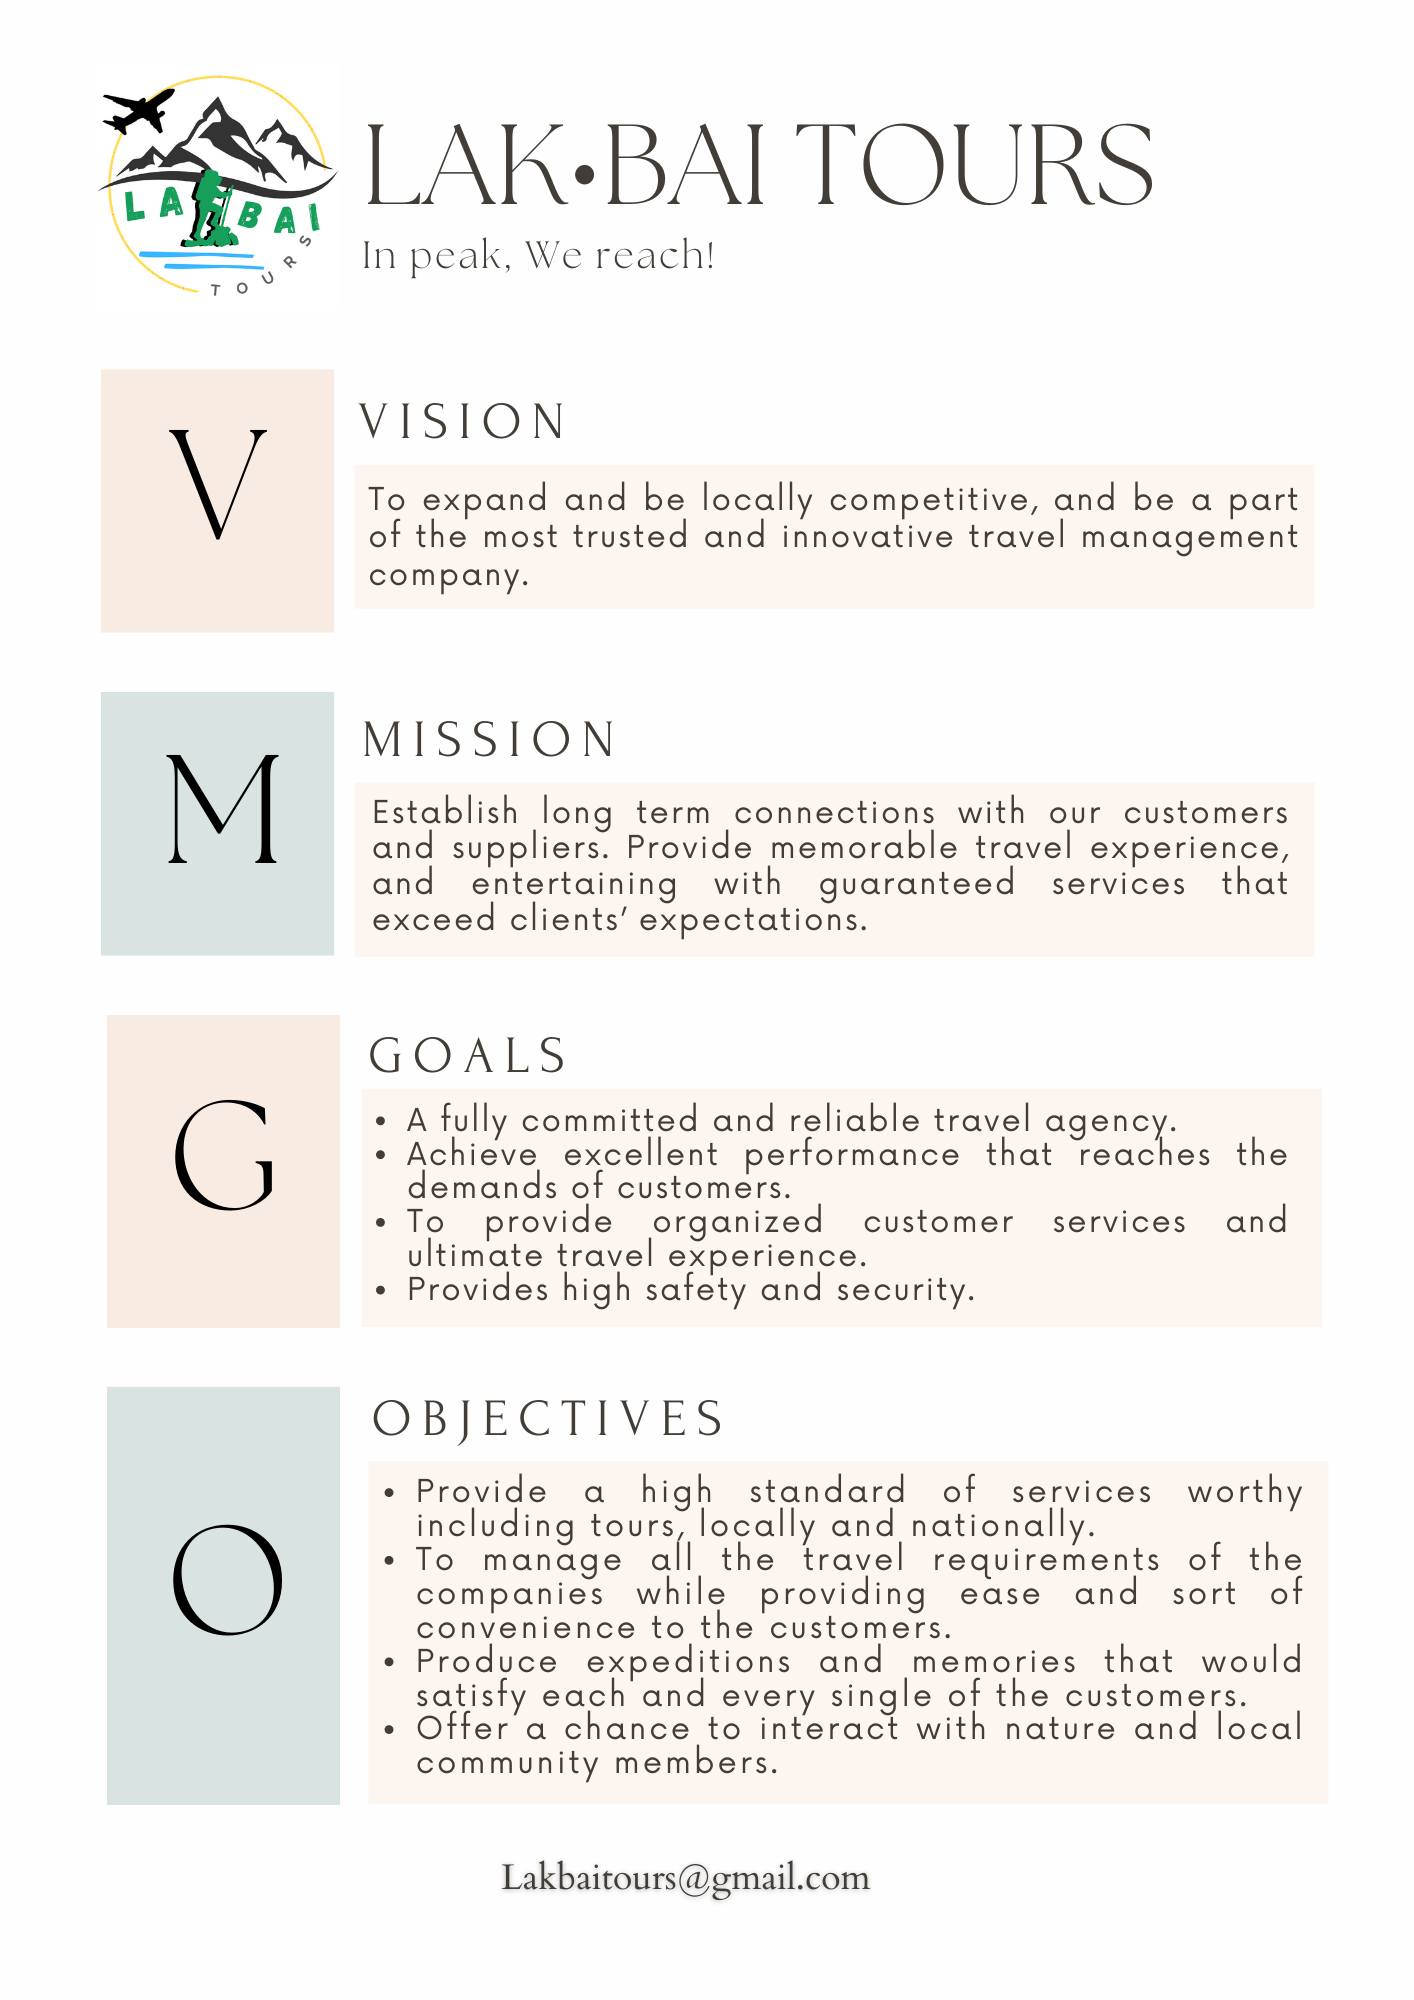 LA BAI
TOURS
LAK•BAI TOURS
In peak, We reach!
V
VISION
To expand and be locally competitive, and be a part
of the most trusted and innovative travel management
company.
M
MISSION
Establish long term connections with our customers
and suppliers. Provide memorable travel experience,
and entertaining with guaranteed services that
exceed clients’ expectations.
G
GOALS
• A fully committed and reliable travel agency.
• Achieve excellent performance that reaches the
demands of customers.
• To provide organized customer services and
ultimate travel experience.
• Provides high safety and security.
O
OBJECTIVES
• Provide a high standard of services worthy
including tours, locally and nationally.
• To manage all the travel requirements of the
companies while providing ease and sort of
convenience to the customers.
• Produce expeditions and memories that would
satisfy each and every single of the customers.
• Offer a chance to interact with nature and local
community members.
Lakbaitours@gmail.com